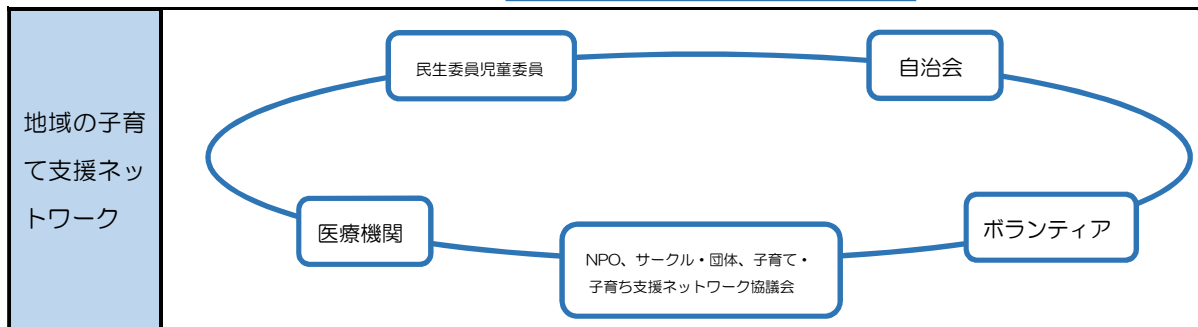 地域の子育
て支援ネッ
トワーク
民生委員児童委員
自治会
医療機関
NPO、サークル・団体、子育て・
子育ち支援ネットワーク協議会
ボランティア